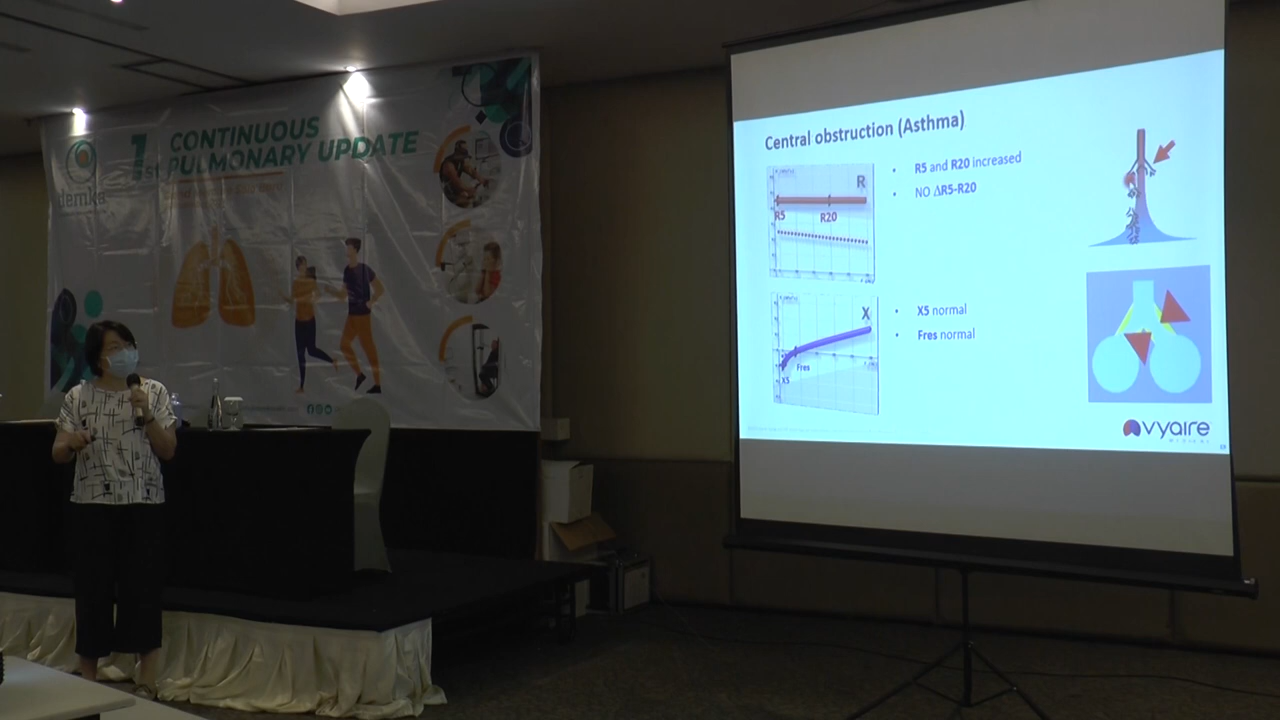 1st
CONTINUOUS
PULMONARY UPDATE
demka
Central obstruction (Asthma)
• R5 and R20 increased
• NO ΔR5-R20
R
R5
R20
• X5 normal
• Fres normal
X
Fres
X5
vyaire
MEDICAL